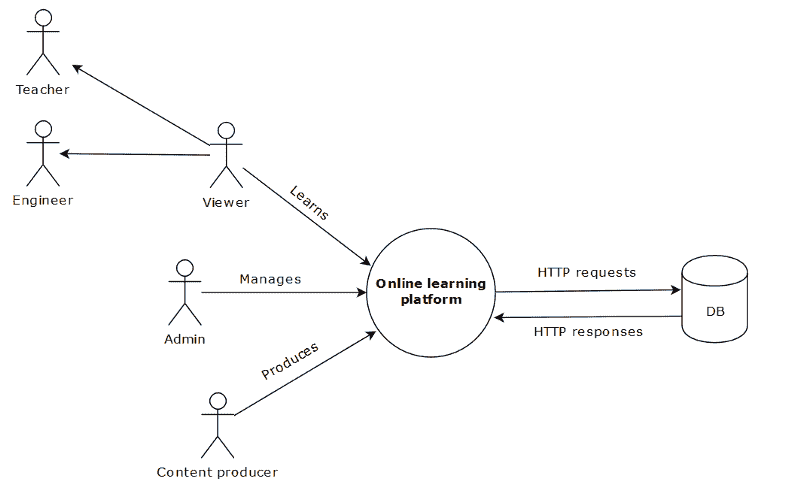 Teacher
Engineer
Viewer
Learns
Manages
Admin
Online learning
platform
HTTP requests
DB
HTTP responses
Produces
Content producer